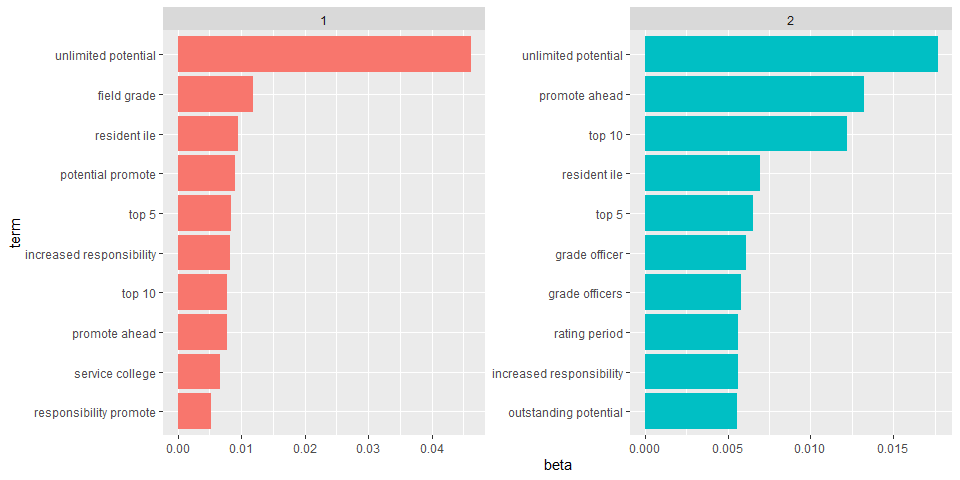 1
2
term
unlimited potential
field grade
resident ile
potential promote
top 5
increased responsibility
top 10
promote ahead
service college
responsibility promote
0.00 0.01 0.02 0.03 0.04
unlimited potential
promote ahead
top 10
resident ile
top 5
grade officer
grade officers
rating period
increased responsibility
outstanding potential
0.000 0.005 0.010 0.015
beta